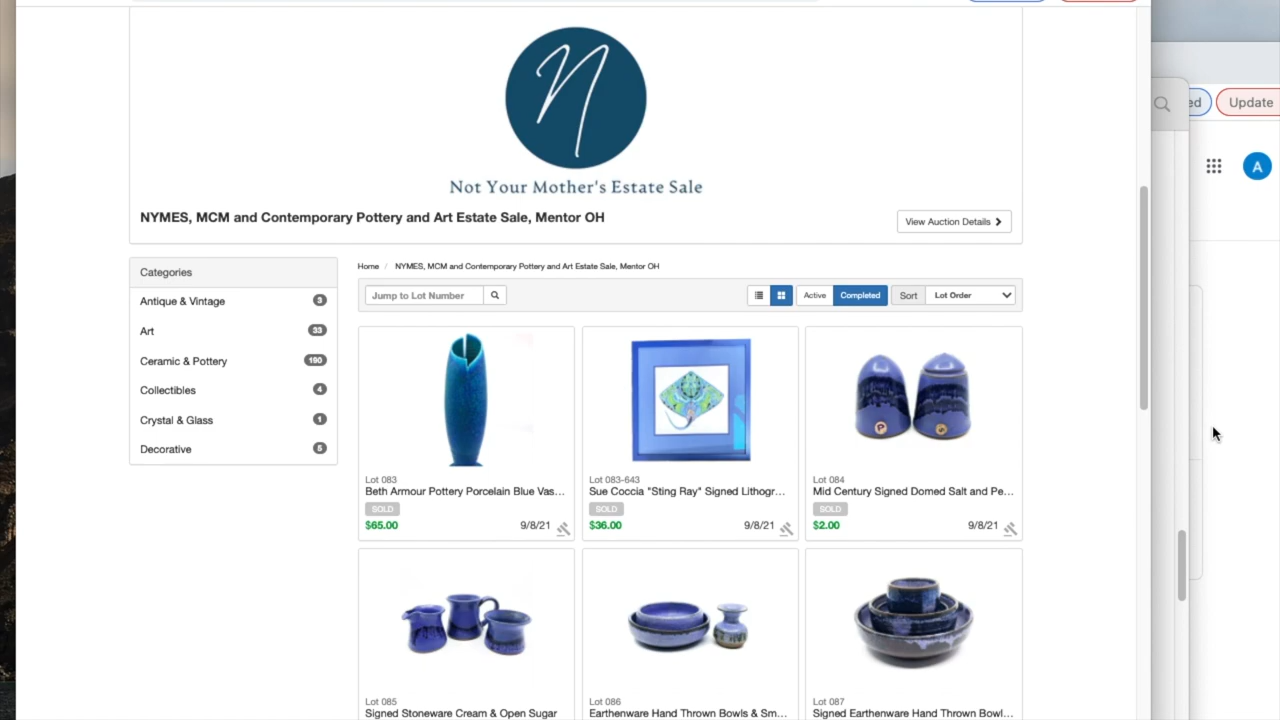 ed
Update
A
N
Not Your Mother's Estate Sale
NYMES, MCM and Contemporary Pottery and Art Estate Sale, Mentor OH
View Auction Details
Categories
Antique & Vintage 3
Art 33
Ceramic & Pottery 190
Collectibles 4
Crystal & Glass 1
Decorative 5
Home / NYMES, MCM and Contemporary Pottery and Art Estate Sale, Mentor OH
Jump to Lot Number
Active Completed Sort Lot Order
Lot 083
Beth Armour Pottery Porcelain Blue Vas...
SOLD
$65.00 9/8/21
Lot 083-643
Sue Coccia "Sting Ray" Signed Lithogr...
SOLD
$36.00 9/8/21
Lot 084
Mid Century Signed Domed Salt and Pe...
SOLD
$2.00 9/8/21
Lot 085
Signed Stoneware Cream & Open Sugar
Lot 086
Earthenware Hand Thrown Bowls & Sm...
Lot 087
Signed Earthenware Hand Thrown Bowl...